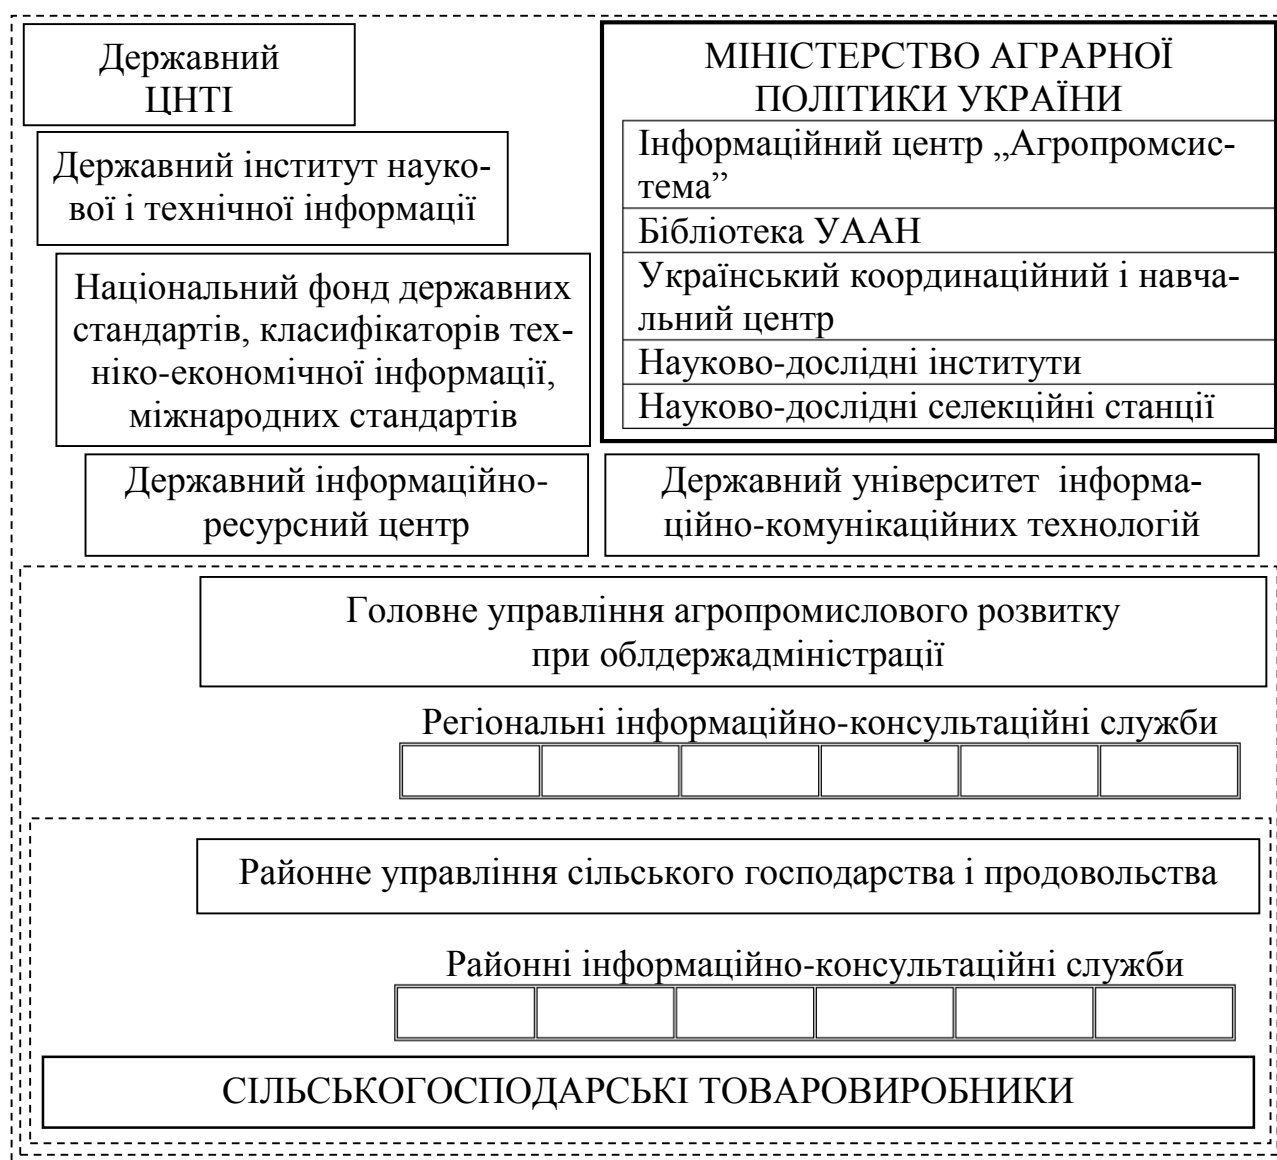 Державний
ЦНТІ
Державний інститут науко-
вої і технічної інформації
Національний фонд державних
стандартів, класифікаторів тех-
ніко-економічної інформації,
міжнародних стандартів
Державний інформаційно-
ресурсний центр
МІНІСТЕРСТВО АГРАРНОЇ
ПОЛІТИКИ УКРАЇНИ
Інформаційний центр „Агропромсис-
тема”
Бібліотека УААН
Український координаційний і навча-
льний центр
Науково-дослідні інститути
Науково-дослідні селекційні станції
Державний університет інформа-
ційно-комунікаційних технологій
Головне управління агропромислового розвитку
при облдержадміністрації
Регіональні інформаційно-консультаційні служби
Районне управління сільського господарства і продовольства
Районні інформаційно-консультаційні служби
СІЛЬСЬКОГОСПОДАРСЬКІ ТОВАРОВИРОБНИКИ